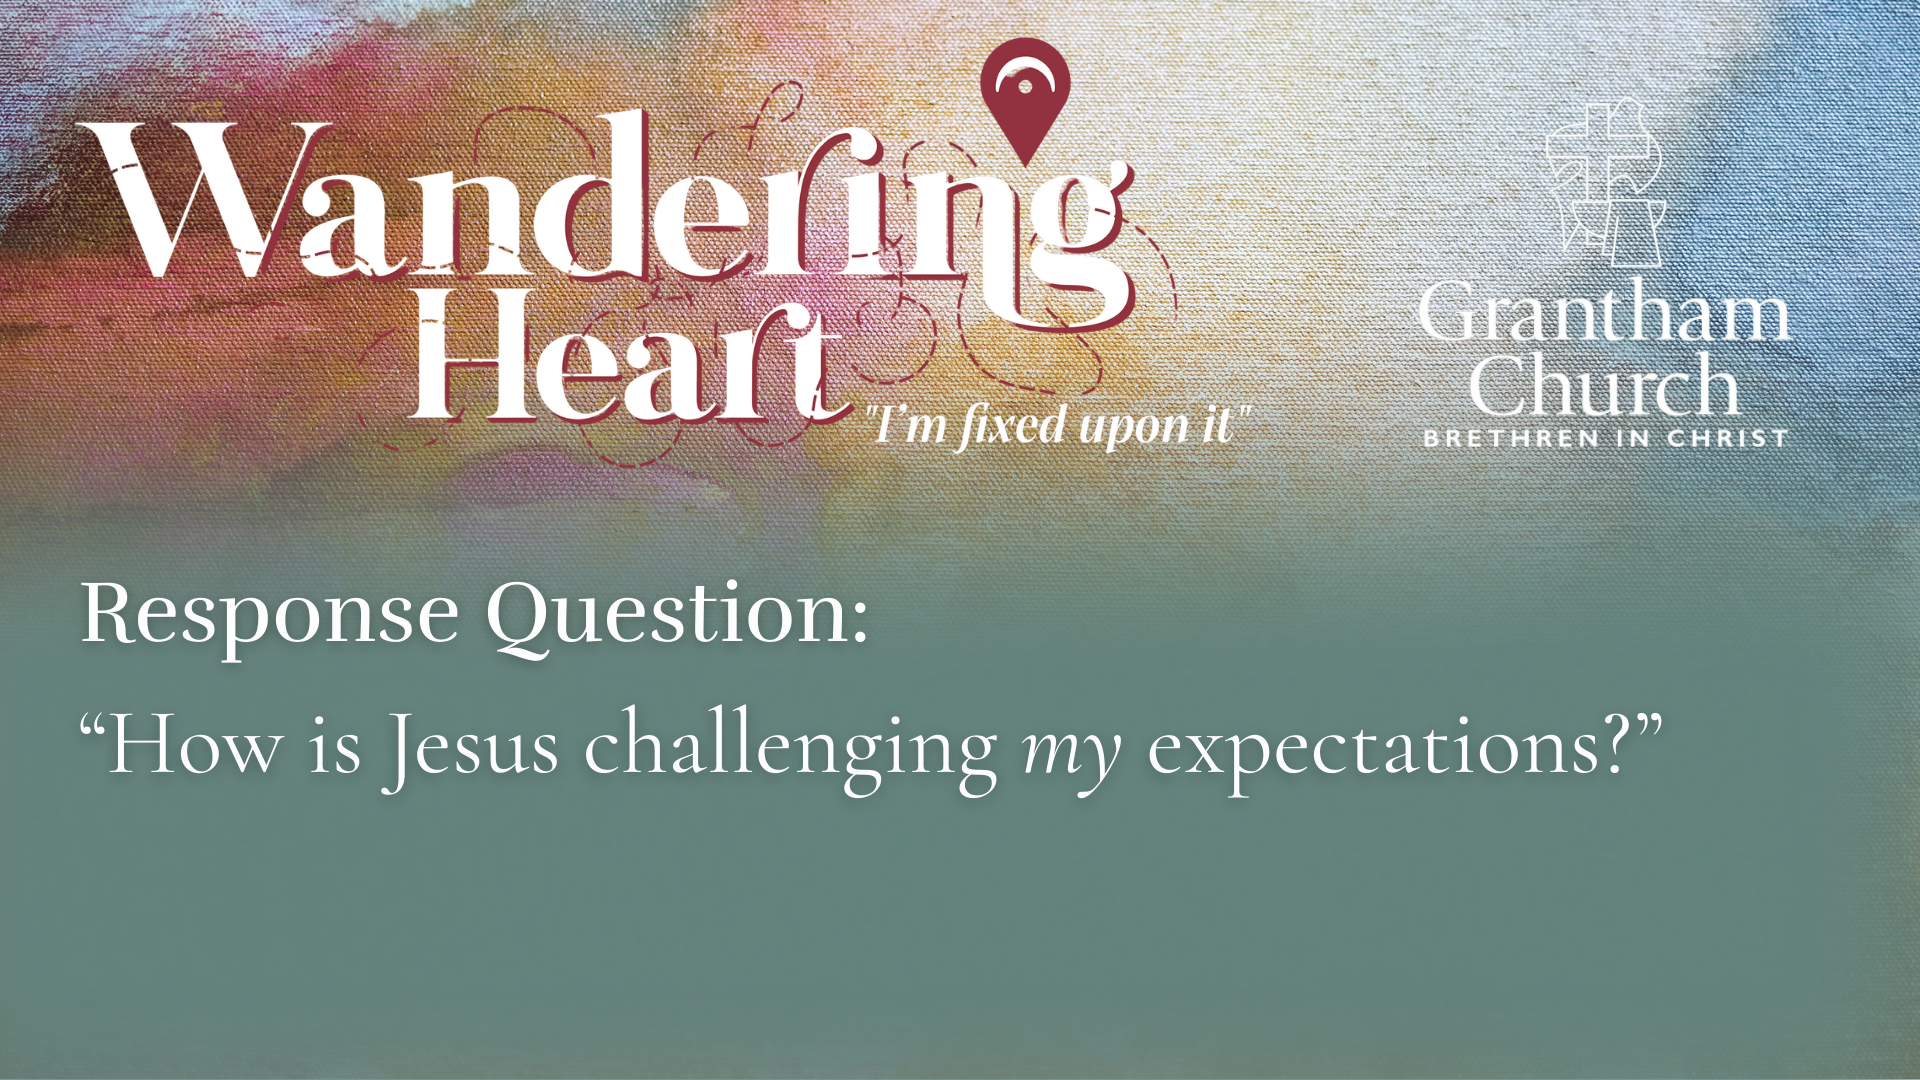 Wandering
Heart
"I'm fixed upon it"
Grantham
Church
BRETHREN IN CHRIST
Response Question:
“How is Jesus challenging my expectations?”